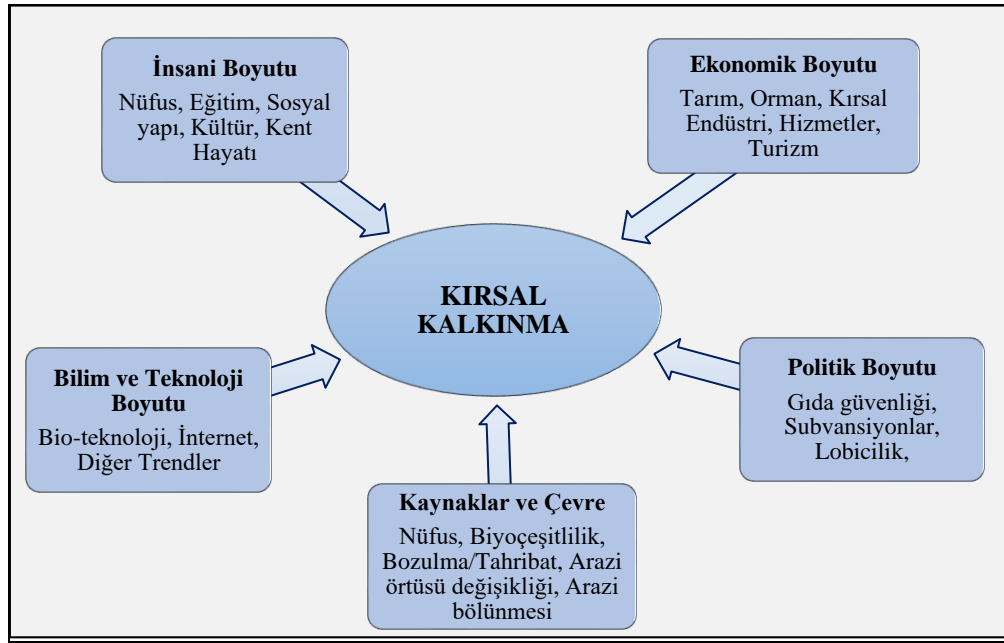 İnsani Boyutu
Nüfus, Eğitim, Sosyal
yapı, Kültür, Kent
Hayatı
Ekonomik Boyutu
Tarım, Orman, Kırsal
Endüstri, Hizmetler,
Turizm
KIRSAL
KALKINMA
Bilim ve Teknoloji
Boyutu
Bio-teknoloji, İnternet,
Diğer Trendler
Politik Boyutu
Gıda güvenliği,
Subvansiyonlar,
Lobicilik,
Kaynaklar ve Çevre
Nüfus, Biyoçeşitlilik,
Bozulma/Tahribat, Arazi
örtüsü değişikliği, Arazi
bölünmesi